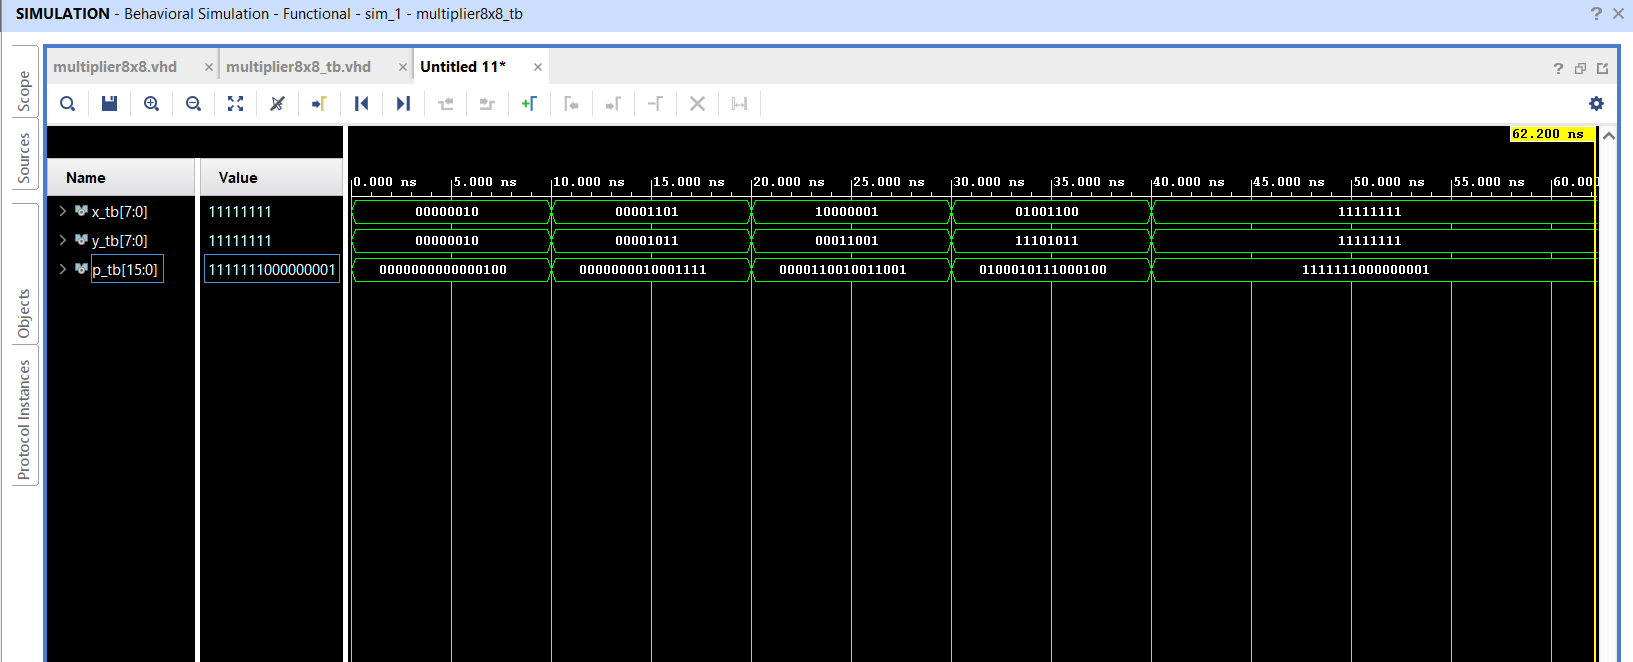 SIMULATION - Behavioral Simulation - Functional - sim_1 - multiplier8x8_tb
Scope
Sources
Objects
Protocol Instances
multiplier8x8.vhd multiplier8x8_tb.vhd Untitled 11*
62.200 ns
Name Value
0.000 ns 5.000 ns 10.000 ns 15.000 ns 20.000 ns 25.000 ns 30.000 ns 35.000 ns 40.000 ns 45.000 ns 50.000 ns 55.000 ns 60.00
x_tb[7:0] 11111111 00000010 00001101 10000001 01001100 11111111
y_tb[7:0] 11111111 00000010 00001011 00011001 11101011 11111111
p_tb[15:0] 1111111000000001 0000000000000100 0000000010001111 0000110010011001 0100010111000100 1111111000000001